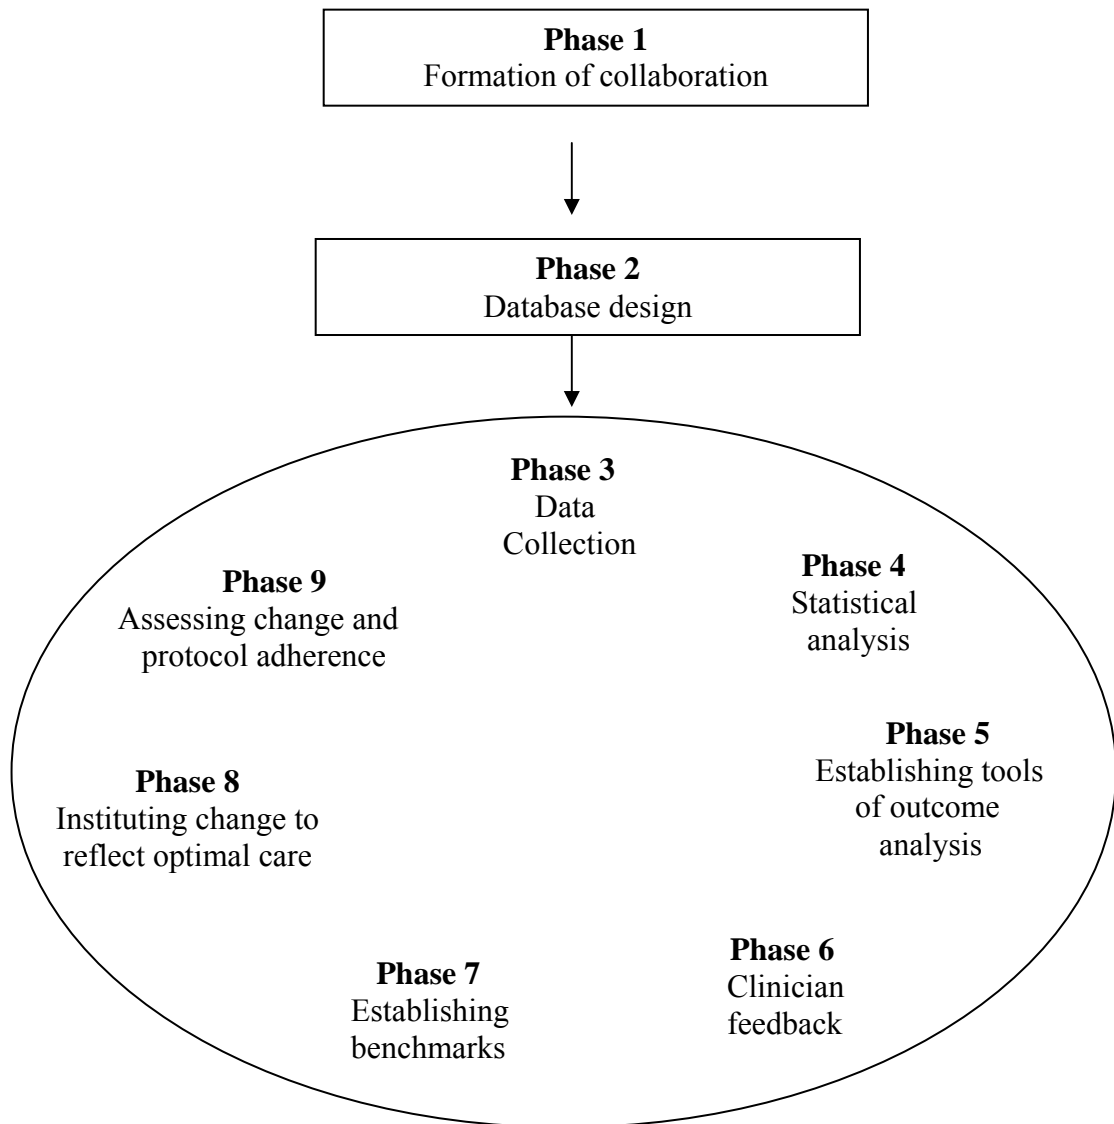 Phase 1
Formation of collaboration
Phase 2
Database design
Phase 3
Data
Collection
Phase 4
Statistical
analysis
Phase 5
Establishing tools
of outcome
analysis
Phase 6
Clinician
feedback
Phase 7
Establishing
benchmarks
Phase 8
Instituting change to
reflect optimal care
Phase 9
Assessing change and
protocol adherence